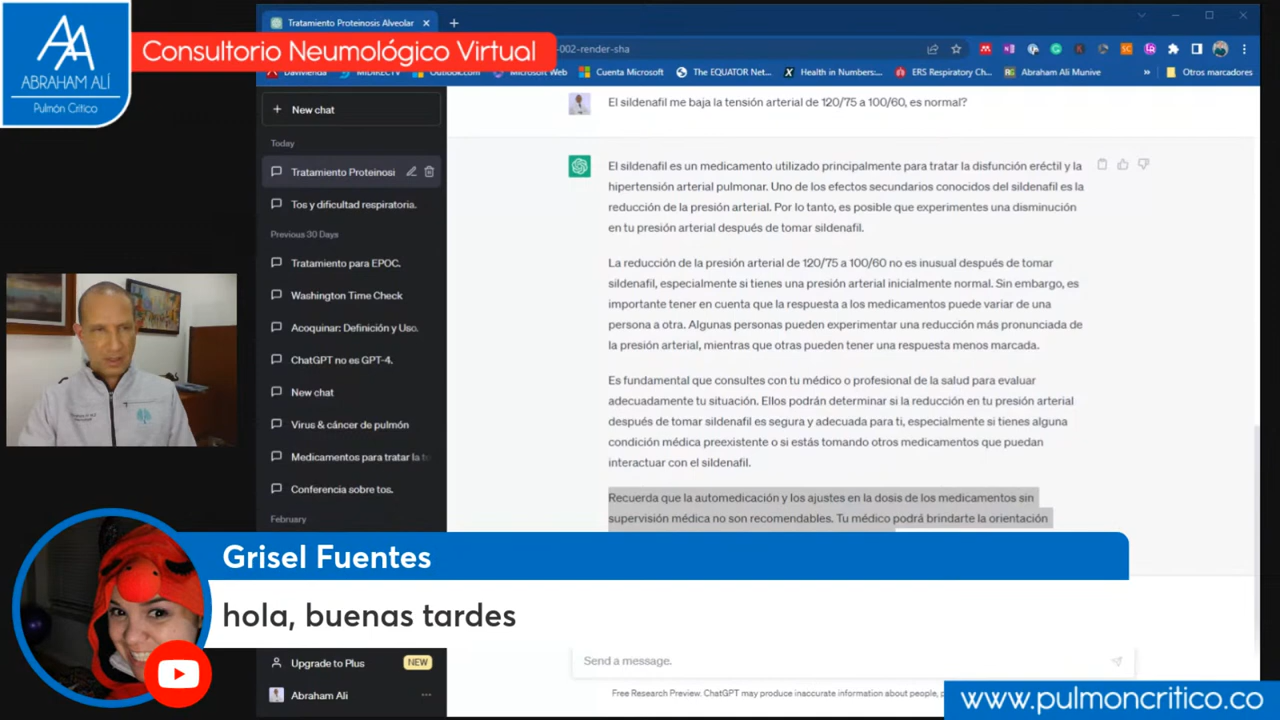 AA
ABRAHAM ALÍ
Pulmón Crítico
Consultorio Neumológico Virtual
Tratamiento Proteinosis Alveolar
-002-render-sha
Davivienda
MiDIRECTV
Outlook.com
Microsoft Web
Cuenta Microsoft
The EQUATOR Net...
Health in Numbers:...
ERS Respiratory Ch...
Abraham Ali Munive
Otros marcadores
New chat
Today
Tratamiento Proteinosi
Tos y dificultad respiratoria.
Previous 30 Days
Tratamiento para EPOC.
Washington Time Check
Acoquinar: Definición y Uso.
ChatGPT no es GPT-4.
New chat
Virus & cáncer de pulmón
Medicamentos para tratar la t
Conferencia sobre tos.
February
El sildenafil me baja la tensión arterial de 120/75 a 100/60, es normal?
El sildenafil es un medicamento utilizado principalmente para tratar la disfunción eréctil y la
hipertensión arterial pulmonar. Uno de los efectos secundarios conocidos del sildenafil es la
reducción de la presión arterial. Por lo tanto, es posible que experimentes una disminución
en tu presión arterial después de tomar sildenafil.
La reducción de la presión arterial de 120/75 a 100/60 no es inusual después de tomar
sildenafil, especialmente si tienes una presión arterial inicialmente normal. Sin embargo, es
importante tener en cuenta que la respuesta a los medicamentos puede variar de una
persona a otra. Algunas personas pueden experimentar una reducción más pronunciada de
la presión arterial, mientras que otras pueden tener una respuesta menos marcada.
Es fundamental que consultes con tu médico o profesional de la salud para evaluar
adecuadamente tu situación. Ellos podrán determinar si la reducción en tu presión arterial
después de tomar sildenafil es segura y adecuada para ti, especialmente si tienes alguna
condición médica preexistente o si estás tomando otros medicamentos que puedan
interactuar con el sildenafil.
Recuerda que la automedicación y los ajustes en la dosis de los medicamentos sin
supervisión médica no son recomendables. Tu médico podrá brindarte la orientación
Grisel Fuentes
hola, buenas tardes
Upgrade to Plus
NEW
Abraham Ali
Send a message.
Free Research Preview. ChatGPT may produce inaccurate information about people, p
www.pulmoncritico.co